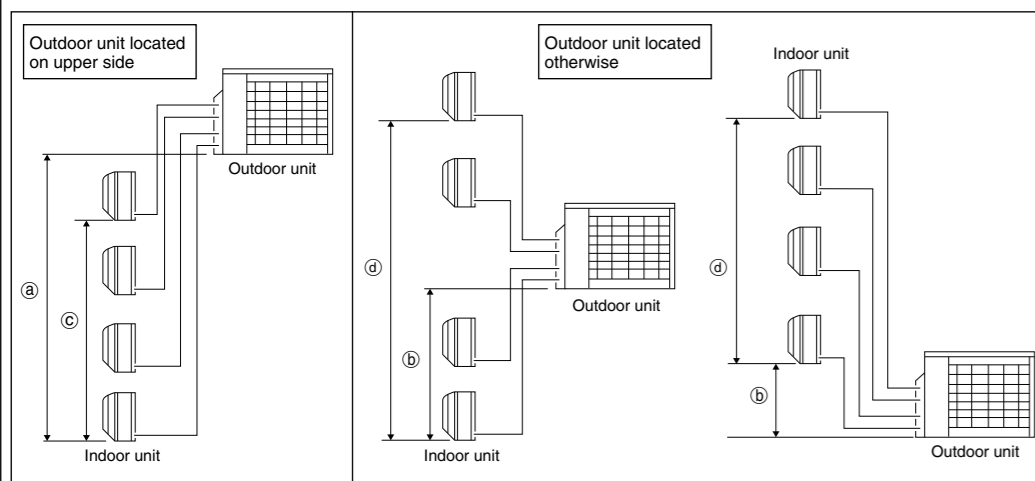 Outdoor unit located
on upper side
Outdoor unit
ⓐ
ⓒ
Indoor unit
Outdoor unit located
otherwise
ⓓ
ⓑ
Outdoor unit
Indoor unit
Indoor unit
ⓓ
ⓑ
Outdoor unit